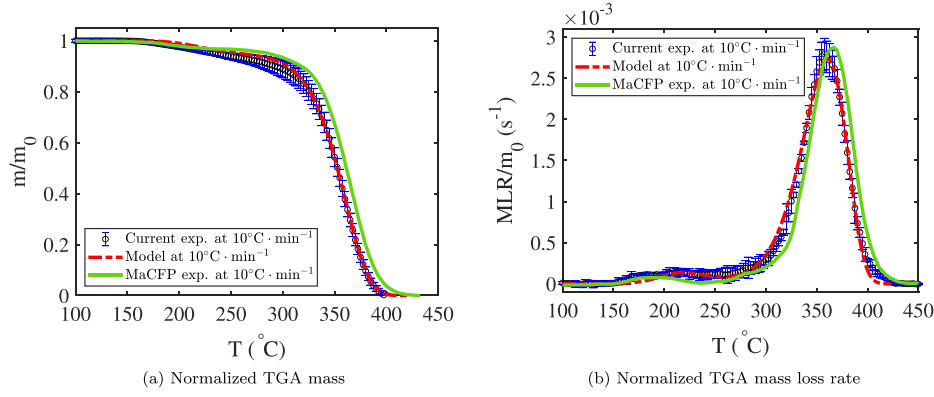 1
0.8
0.6
0.4
0.2
0
m/m0
Current exp. at 10°C · min−1
Model at 10°C · min−1
MaCFP exp. at 10°C · min−1
100 150 200 250 300 350 400 450
T (°C)
(a) Normalized TGA mass
×10−3
3
2.5
2
1.5
1
0.5
0
MLR/m0 (s-1)
Current exp. at 10°C · min−1
Model at 10°C · min−1
MaCFP exp. at 10°C · min−1
100 150 200 250 300 350 400 450
T (°C)
(b) Normalized TGA mass loss rate